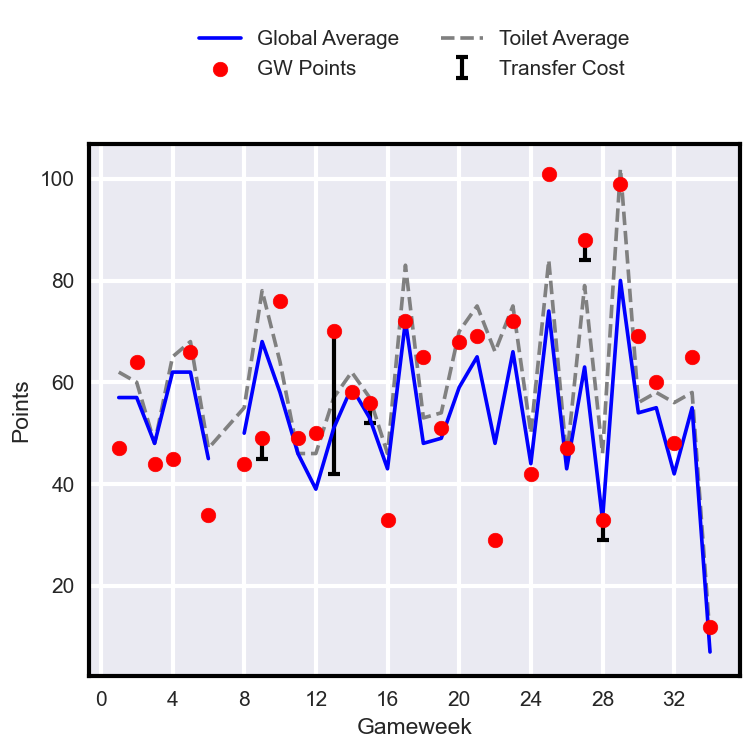 Global Average
Toilet Average
GW Points
Transfer Cost
100
80
60
40
20
Points
0 4 8 12 16 20 24 28 32
Gameweek